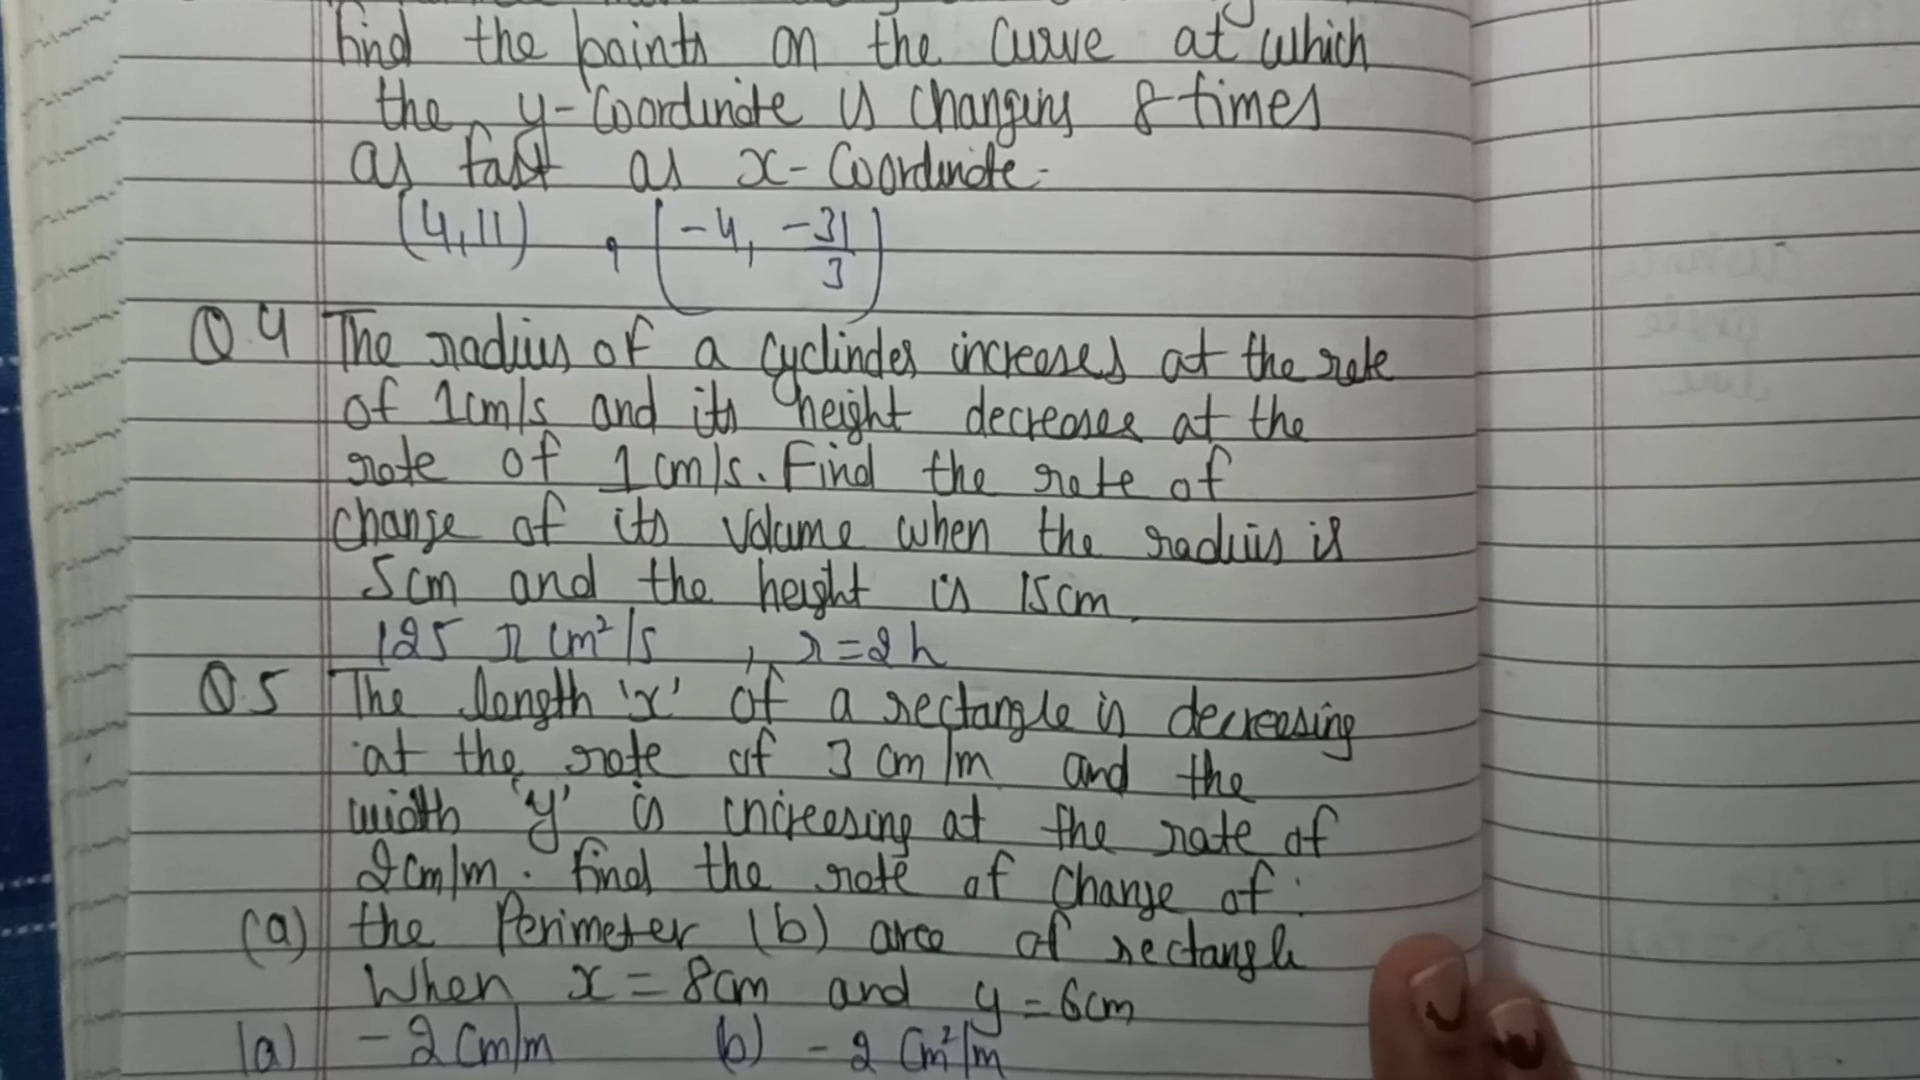 find the points on the curve at which
the y-coordinate is changing 8 times
as fast as x-coordinate.
(4,11) , (-4, -31/3)
Q.4 The radius of a cyclinder increases at the rate
of 1cm/s and its height decreases at the
rate of 1cm/s. Find the rate of
change of its volume when the radius is
5cm and the height is 15cm
125 π cm²/s , r=2h
Q.5 The length 'x' of a rectangle is decreasing
at the rate of 3 cm/m and the
width 'y' is increasing at the rate of
2cm/m. find the rate of change of:
(a) the Perimeter (b) area of rectangle
When x = 8cm and y = 6cm
(a) -2 cm/m (b) -2 cm²/m